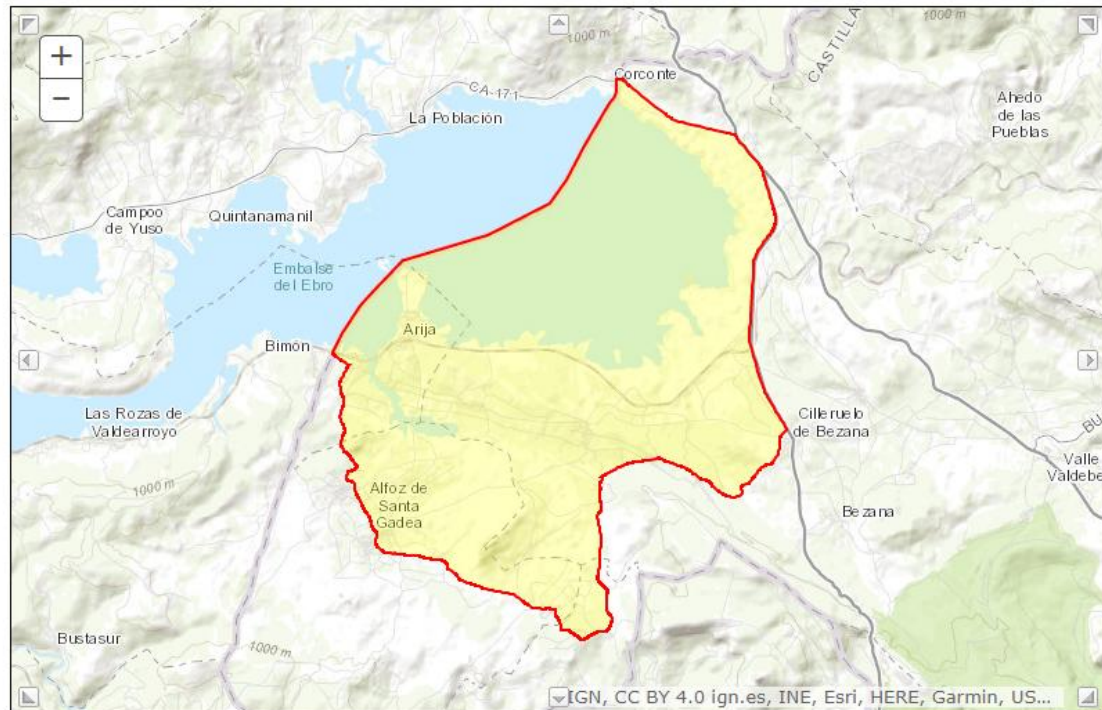 1000 m
1000 m
CASTILLA
+
−
Corconte
CA-171
La Población
Ahedo
de las
Pueblas
Campoo
de Yuso
Quintanamanil
Embalse
del Ebro
Arija
Bimón
Las Rozas de
Valdearroyo
Cilleruelo
de Bezana
BU
Valle
Valdebe
1000 m
Alfoz de
Santa
Gadea
Bezana
Bustasur
1000 m
IGN, CC BY 4.0 ign.es, INE, Esri, HERE, Garmin, US...